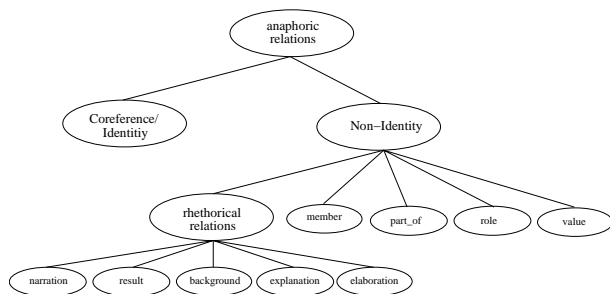 anaphoric
relations
Coreference/
Identitiy
Non−Identity
rhethorical
relations
member
part_of
role
value
narration
result
background
explanation
elaboration